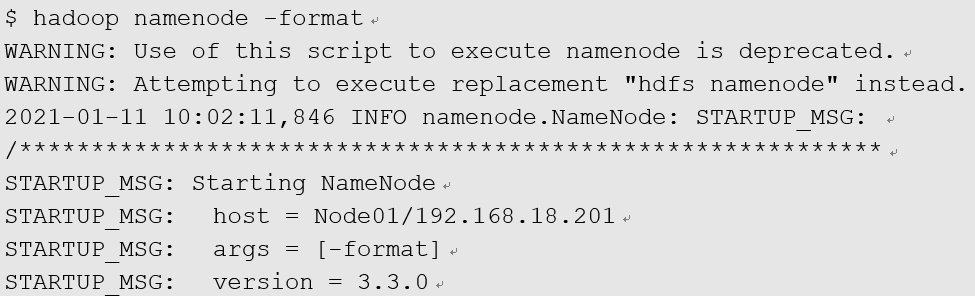 $ hadoop namenode -format
WARNING: Use of this script to execute namenode is deprecated.
WARNING: Attempting to execute replacement "hdfs namenode" instead.
2021-01-11 10:02:11,846 INFO namenode.NameNode: STARTUP_MSG:
/************************************************************
STARTUP_MSG: Starting NameNode
STARTUP_MSG:   host = Node01/192.168.18.201
STARTUP_MSG:   args = [-format]
STARTUP_MSG:   version = 3.3.0